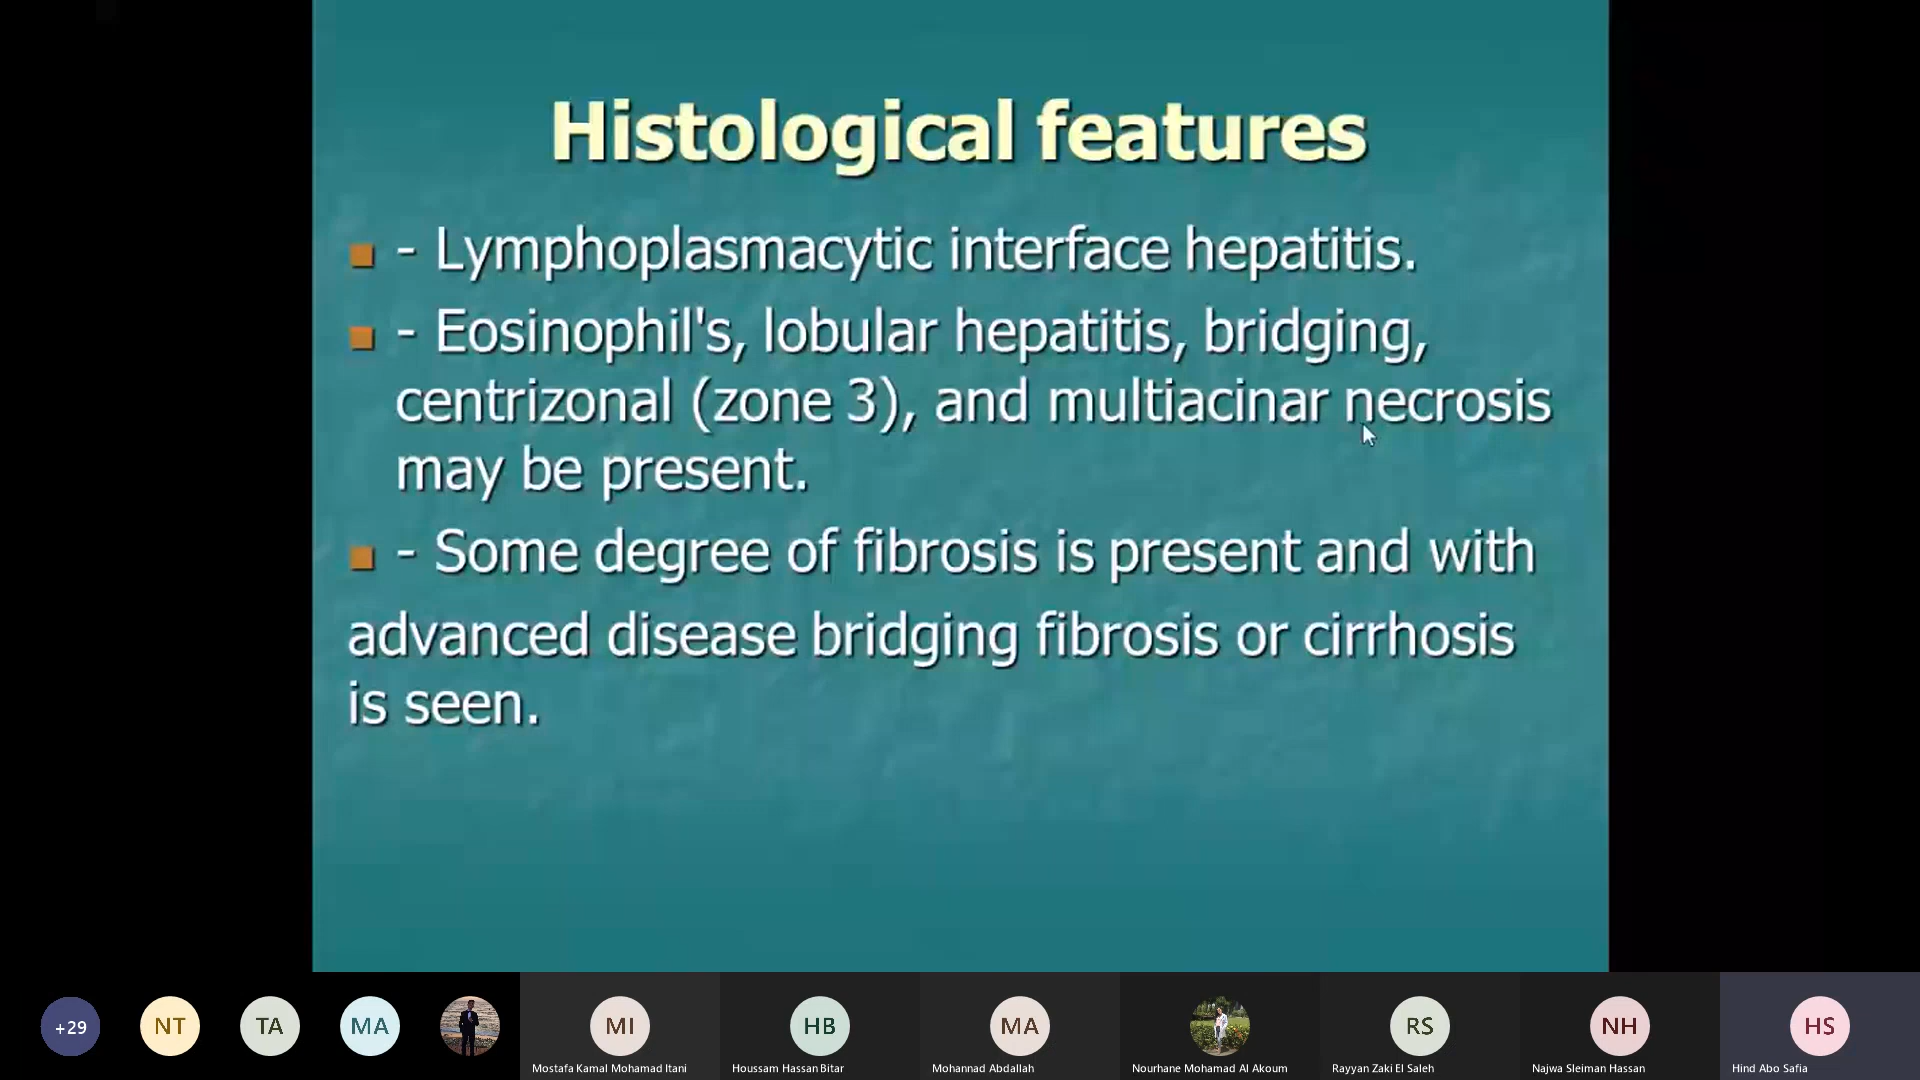 Histological features
- Lymphoplasmacytic interface hepatitis.
- Eosinophil's, lobular hepatitis, bridging,
centrizonal (zone 3), and multiacinar necrosis
may be present.
- Some degree of fibrosis is present and with
advanced disease bridging fibrosis or cirrhosis
is seen.
+29
NT
TA
MA
MI
HB
MA
RS
NH
HS
Mostafa Kamal Mohamad Itani
Houssam Hassan Bitar
Mohannad Abdallah
Nourhane Mohamad Al Akoum
Rayyan Zaki El Saleh
Najwa Sleiman Hassan
Hind Abo Safia